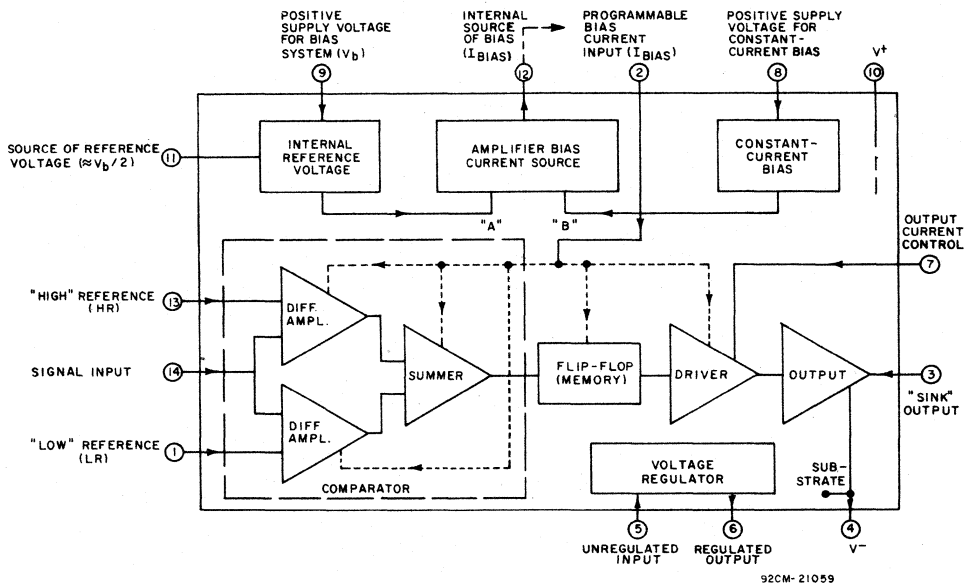 POSITIVE
SUPPLY VOLTAGE
FOR BIAS
SYSTEM (Vb)
9
INTERNAL
SOURCE
OF BIAS
(IBIAS)
12
PROGRAMMABLE
BIAS
CURRENT
INPUT (IBIAS)
2
POSITIVE SUPPLY
VOLTAGE FOR
CONSTANT-
CURRENT BIAS
8
V+
10
SOURCE OF REFERENCE
VOLTAGE (≈Vb/2)
11
INTERNAL
REFERENCE
VOLTAGE
AMPLIFIER BIAS
CURRENT SOURCE
CONSTANT-
CURRENT
BIAS
"A"
"B"
OUTPUT
CURRENT
CONTROL
7
"HIGH" REFERENCE
(HR)
13
DIFF.
AMPL.
SIGNAL INPUT
14
SUMMER
FLIP-FLOP
(MEMORY)
DRIVER
OUTPUT
3
"SINK"
OUTPUT
"LOW" REFERENCE
(LR)
1
DIFF
AMPL.
COMPARATOR
VOLTAGE
REGULATOR
SUB-
STRATE
5
UNREGULATED
INPUT
6
REGULATED
OUTPUT
4
V-
92CM-21059